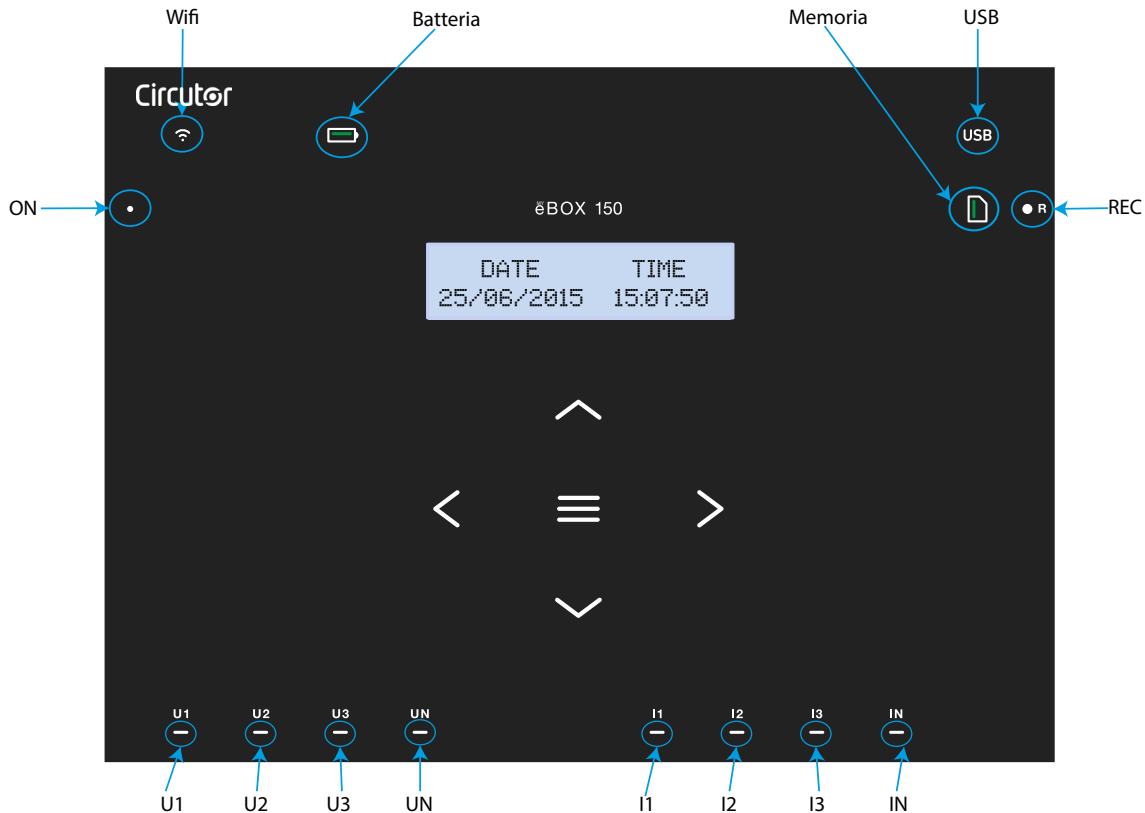 Wifi Batteria Memoria USB
Circutor
USB
ON
MYeBOX 150
R
REC
DATE TIME
25/06/2015 15:07:50
U1 U2 U3 UN I1 I2 I3 IN
U1 U2 U3 UN I1 I2 I3 IN